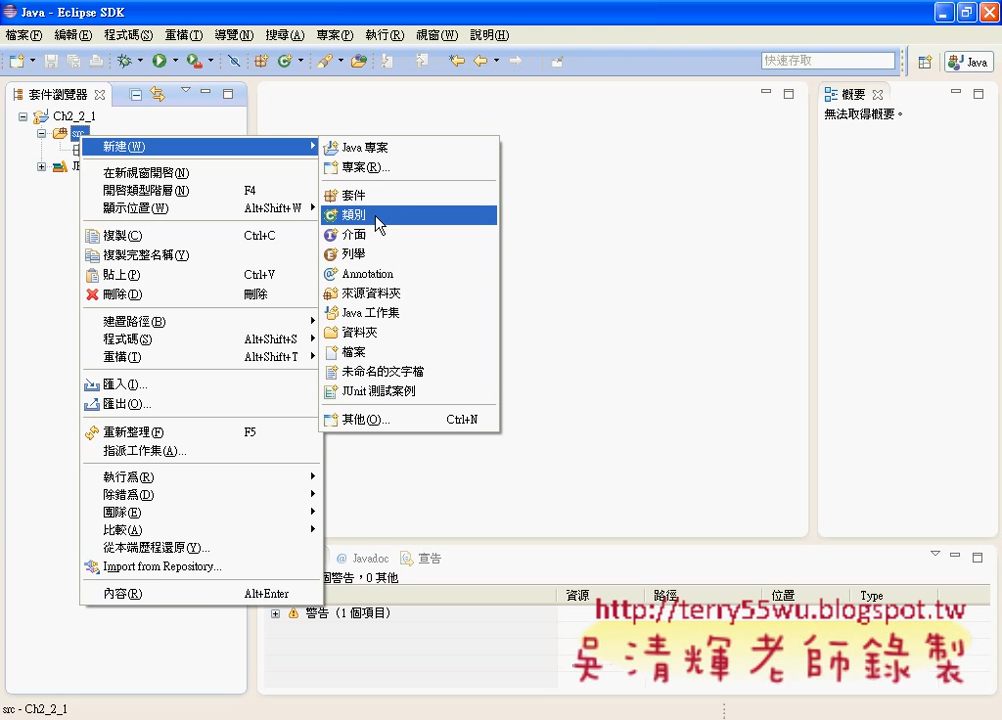 Java - Eclipse SDK
檔案(F) 編輯(E) 程式碼(S) 重構(T) 導覽(N) 搜尋(A) 專案(P) 執行(R) 視窗(W) 說明(H)
快速存取
Java
套件瀏覽器
Ch2_2_1
src
新建(W)
在新視窗開啓(N)
開啓類型階層(N) F4
顯示位置(W) Alt+Shift+W
複製(C) Ctrl+C
複製完整名稱(Y)
貼上(P) Ctrl+V
刪除(D) 刪除
建置路徑(B)
程式碼(S) Alt+Shift+S
重構(T) Alt+Shift+T
匯入(I)...
匯出(O)...
重新整理(F) F5
指派工作集(A)...
執行爲(R)
除錯爲(D)
團隊(E)
比較(A)
從本端歷程還原(Y)...
Import from Repository...
內容(R) Alt+Enter
Java 專案
專案(R)...
套件
類別
介面
列舉
Annotation
來源資料夾
Java 工作集
資料夾
檔案
未命名的文字檔
JUnit 測試案例
其他(O)... Ctrl+N
概要
無法取得概要。
@ Javadoc 宣告
個警告，0 其他
資源 路徑 位置 Type
警告 (1 個項目)
http://terry55wu.blogspot.tw
吳清輝老師錄製
src - Ch2_2_1